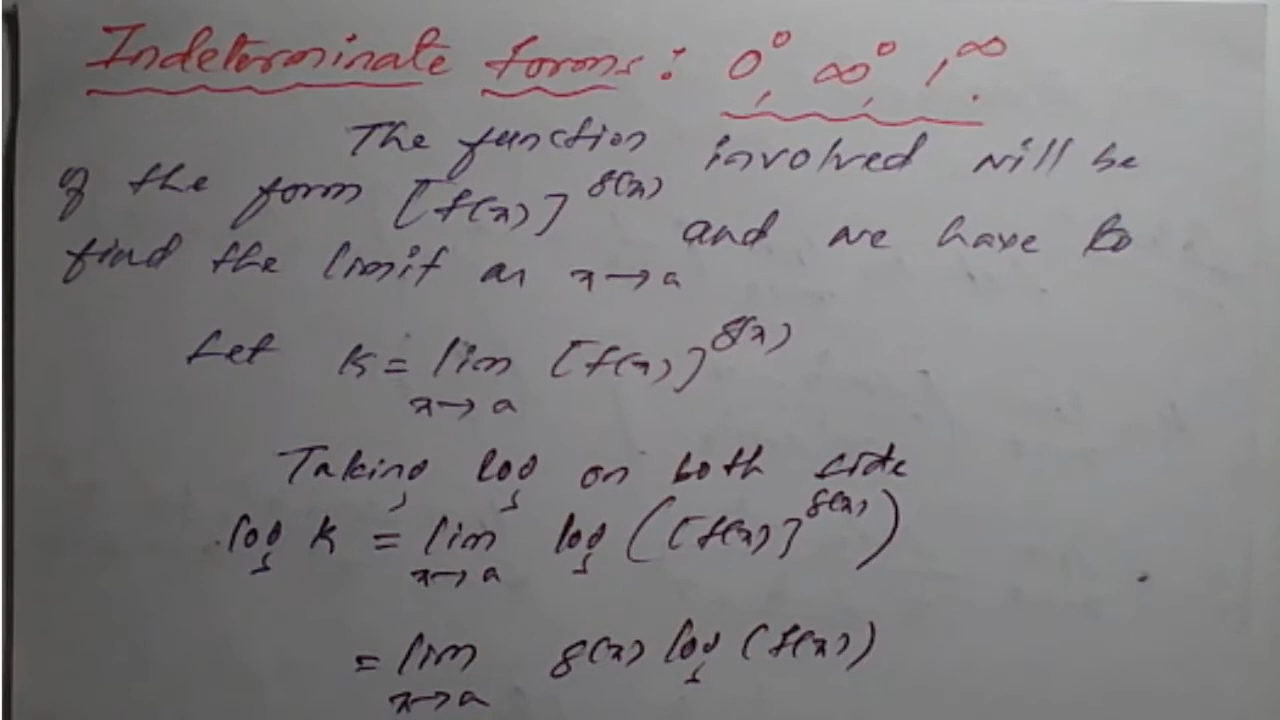 Indeterminate forms: 0⁰, ∞⁰, 1^∞.
The function involved will be
of the form [f(x)]^g(x) and we have to
find the limit as x→a
Let k = lim x→a [f(x)]^g(x)
Taking log on both side
log k = lim x→a log ([f(x)]^g(x))
= lim x→a g(x) log (f(x))